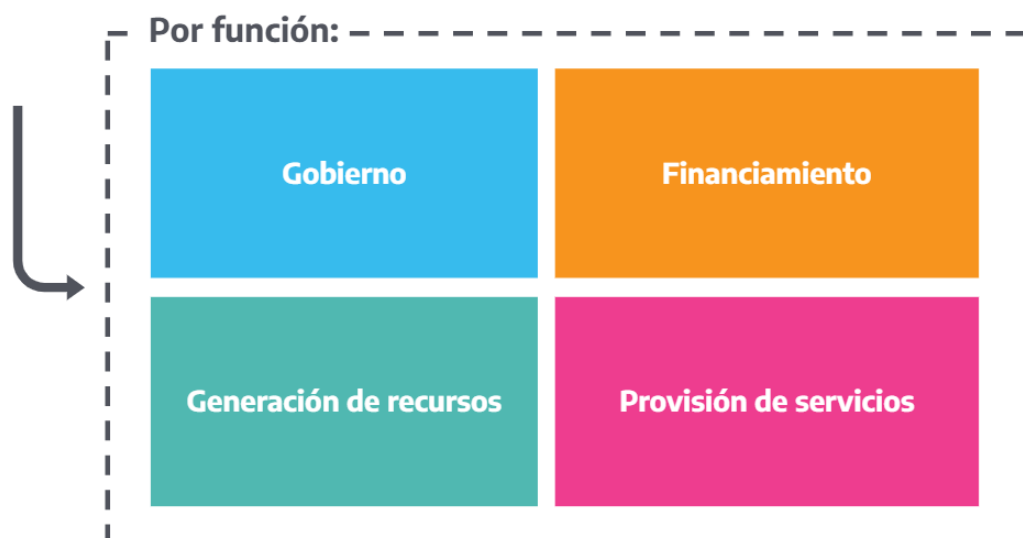 Por función:
Gobierno
Financiamiento
Generación de recursos
Provisión de servicios